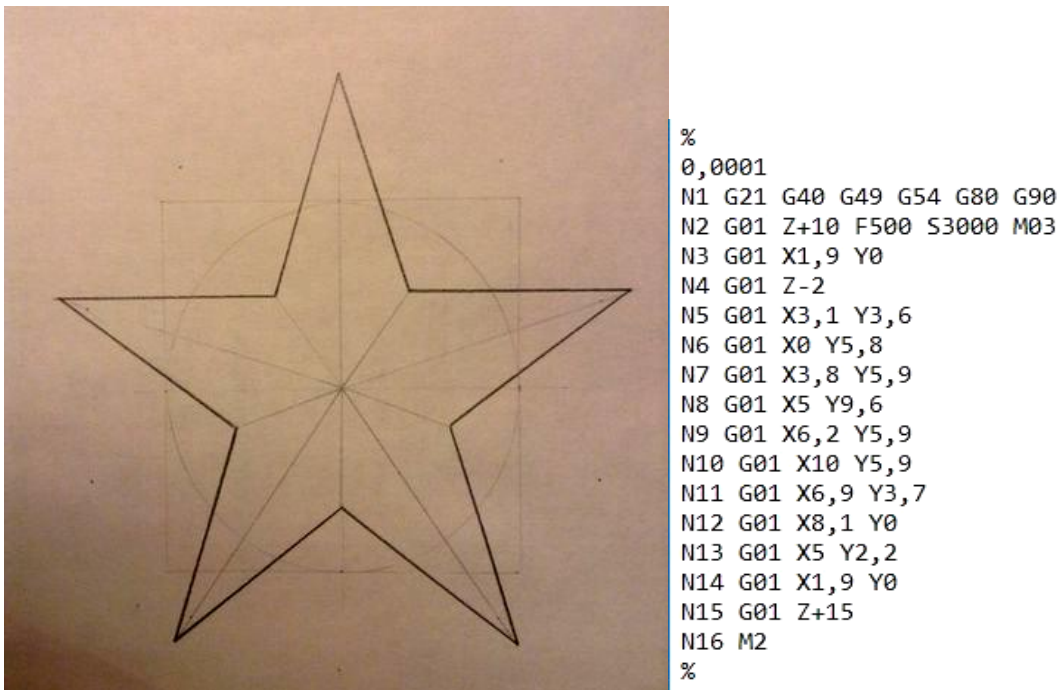 %
0,0001
N1 G21 G40 G49 G54 G80 G90
N2 G01 Z+10 F500 S3000 M03
N3 G01 X1,9 Y0
N4 G01 Z-2
N5 G01 X3,1 Y3,6
N6 G01 X0 Y5,8
N7 G01 X3,8 Y5,9
N8 G01 X5 Y9,6
N9 G01 X6,2 Y5,9
N10 G01 X10 Y5,9
N11 G01 X6,9 Y3,7
N12 G01 X8,1 Y0
N13 G01 X5 Y2,2
N14 G01 X1,9 Y0
N15 G01 Z+15
N16 M2
%